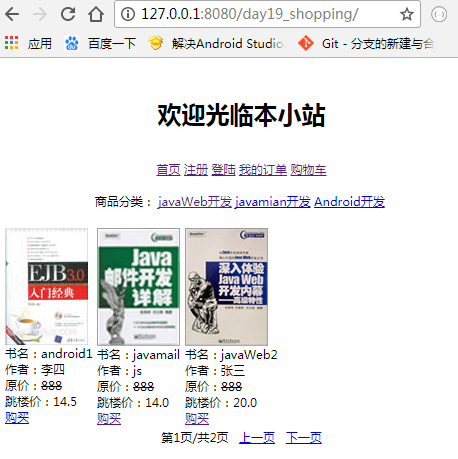 127.0.0.1:8080/day19_shopping/
应用 百度一下 解决Android Studio Git - 分支的新建与合
欢迎光临本小站
首页 注册 登陆 我的订单 购物车
商品分类： javaWeb开发 javamian开发 Android开发
EJB 3.0
入门经典
Java
邮件开发
详解
深入体验
Java Web
开发内幕
——高级特性
书名：android1 书名：javamail 书名：javaWeb2
作者：李四 作者：js 作者：张三
原价：888 原价：888 原价：888
跳楼价：14.5 跳楼价：14.0 跳楼价：20.0
购买 购买 购买
第1页/共2页 上一页 下一页